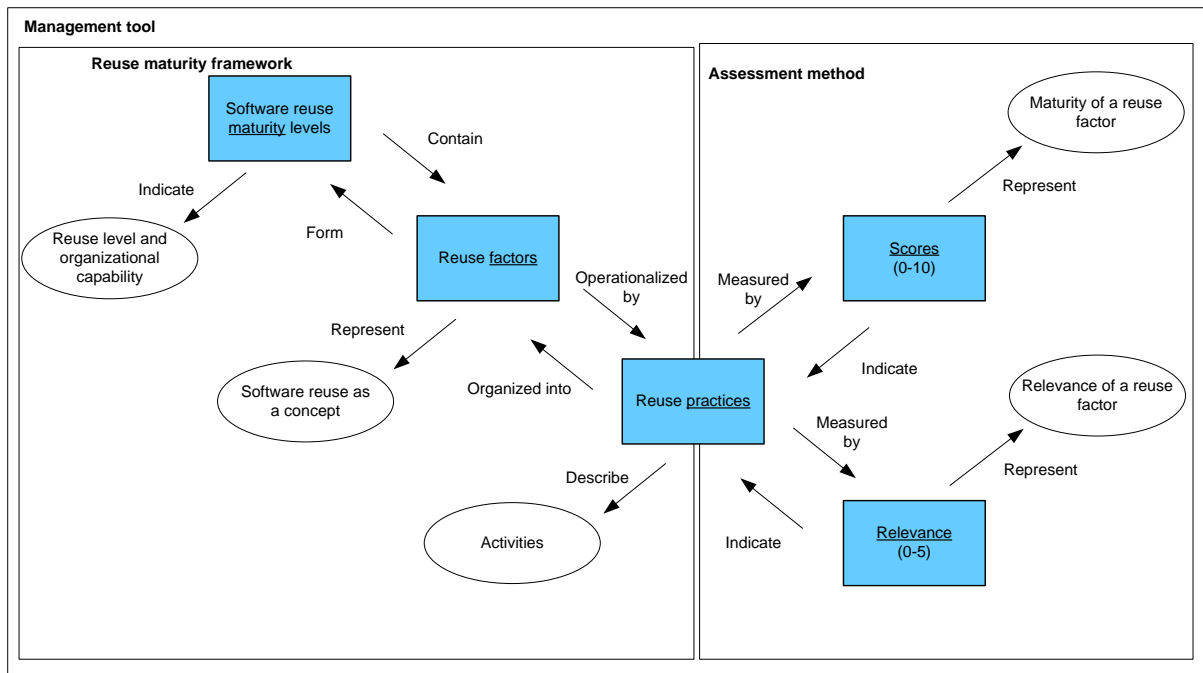 Management tool
Reuse maturity framework
Software reuse
maturity levels
Contain
Indicate
Form
Reuse level and
organizational
capability
Reuse factors
Operationalized
by
Represent
Software reuse as
a concept
Organized into
Reuse practices
Describe
Activities
Assessment method
Maturity of a reuse
factor
Represent
Scores
(0-10)
Measured
by
Indicate
Relevance of a reuse
factor
Measured
by
Represent
Indicate
Relevance
(0-5)